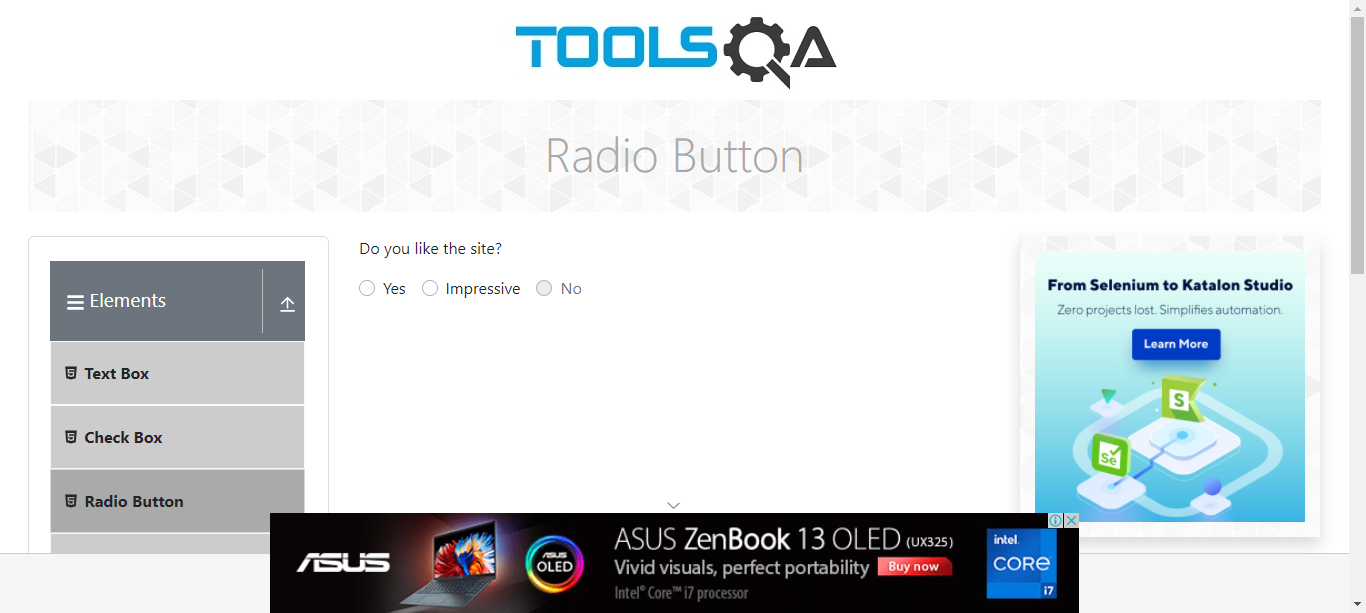 TOOLSQA
Radio Button
Elements
Text Box
Check Box
Radio Button
Do you like the site?
Yes
Impressive
No
From Selenium to Katalon Studio
Zero projects lost. Simplifies automation.
Learn More
S
Se
ASUS
ASUS
OLED
ASUS ZenBook 13 OLED (UX325)
Vivid visuals, perfect portability
Buy now
Intel® Core™ i7 processor
intel.
CORE
i7